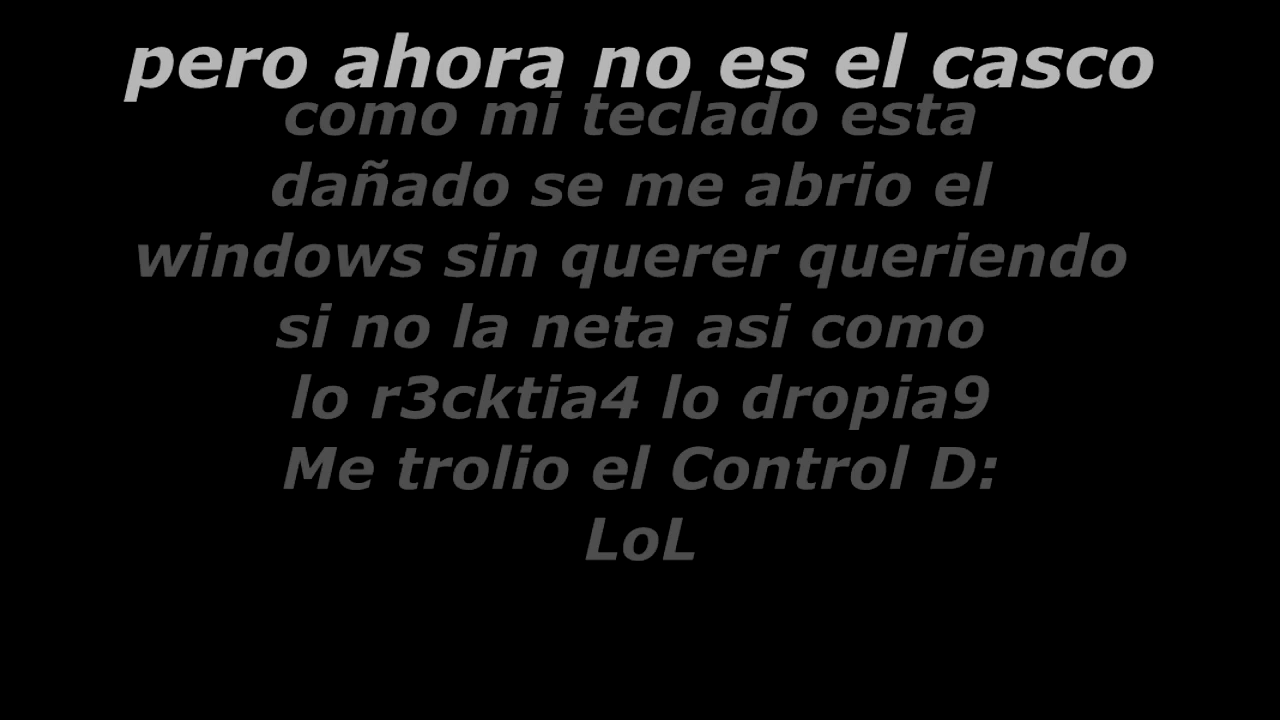 pero ahora no es el casco
como mi teclado esta
dañado se me abrio el
windows sin querer queriendo
si no la neta asi como
lo r3cktia4 lo dropia9
Me trolio el Control D:
LoL